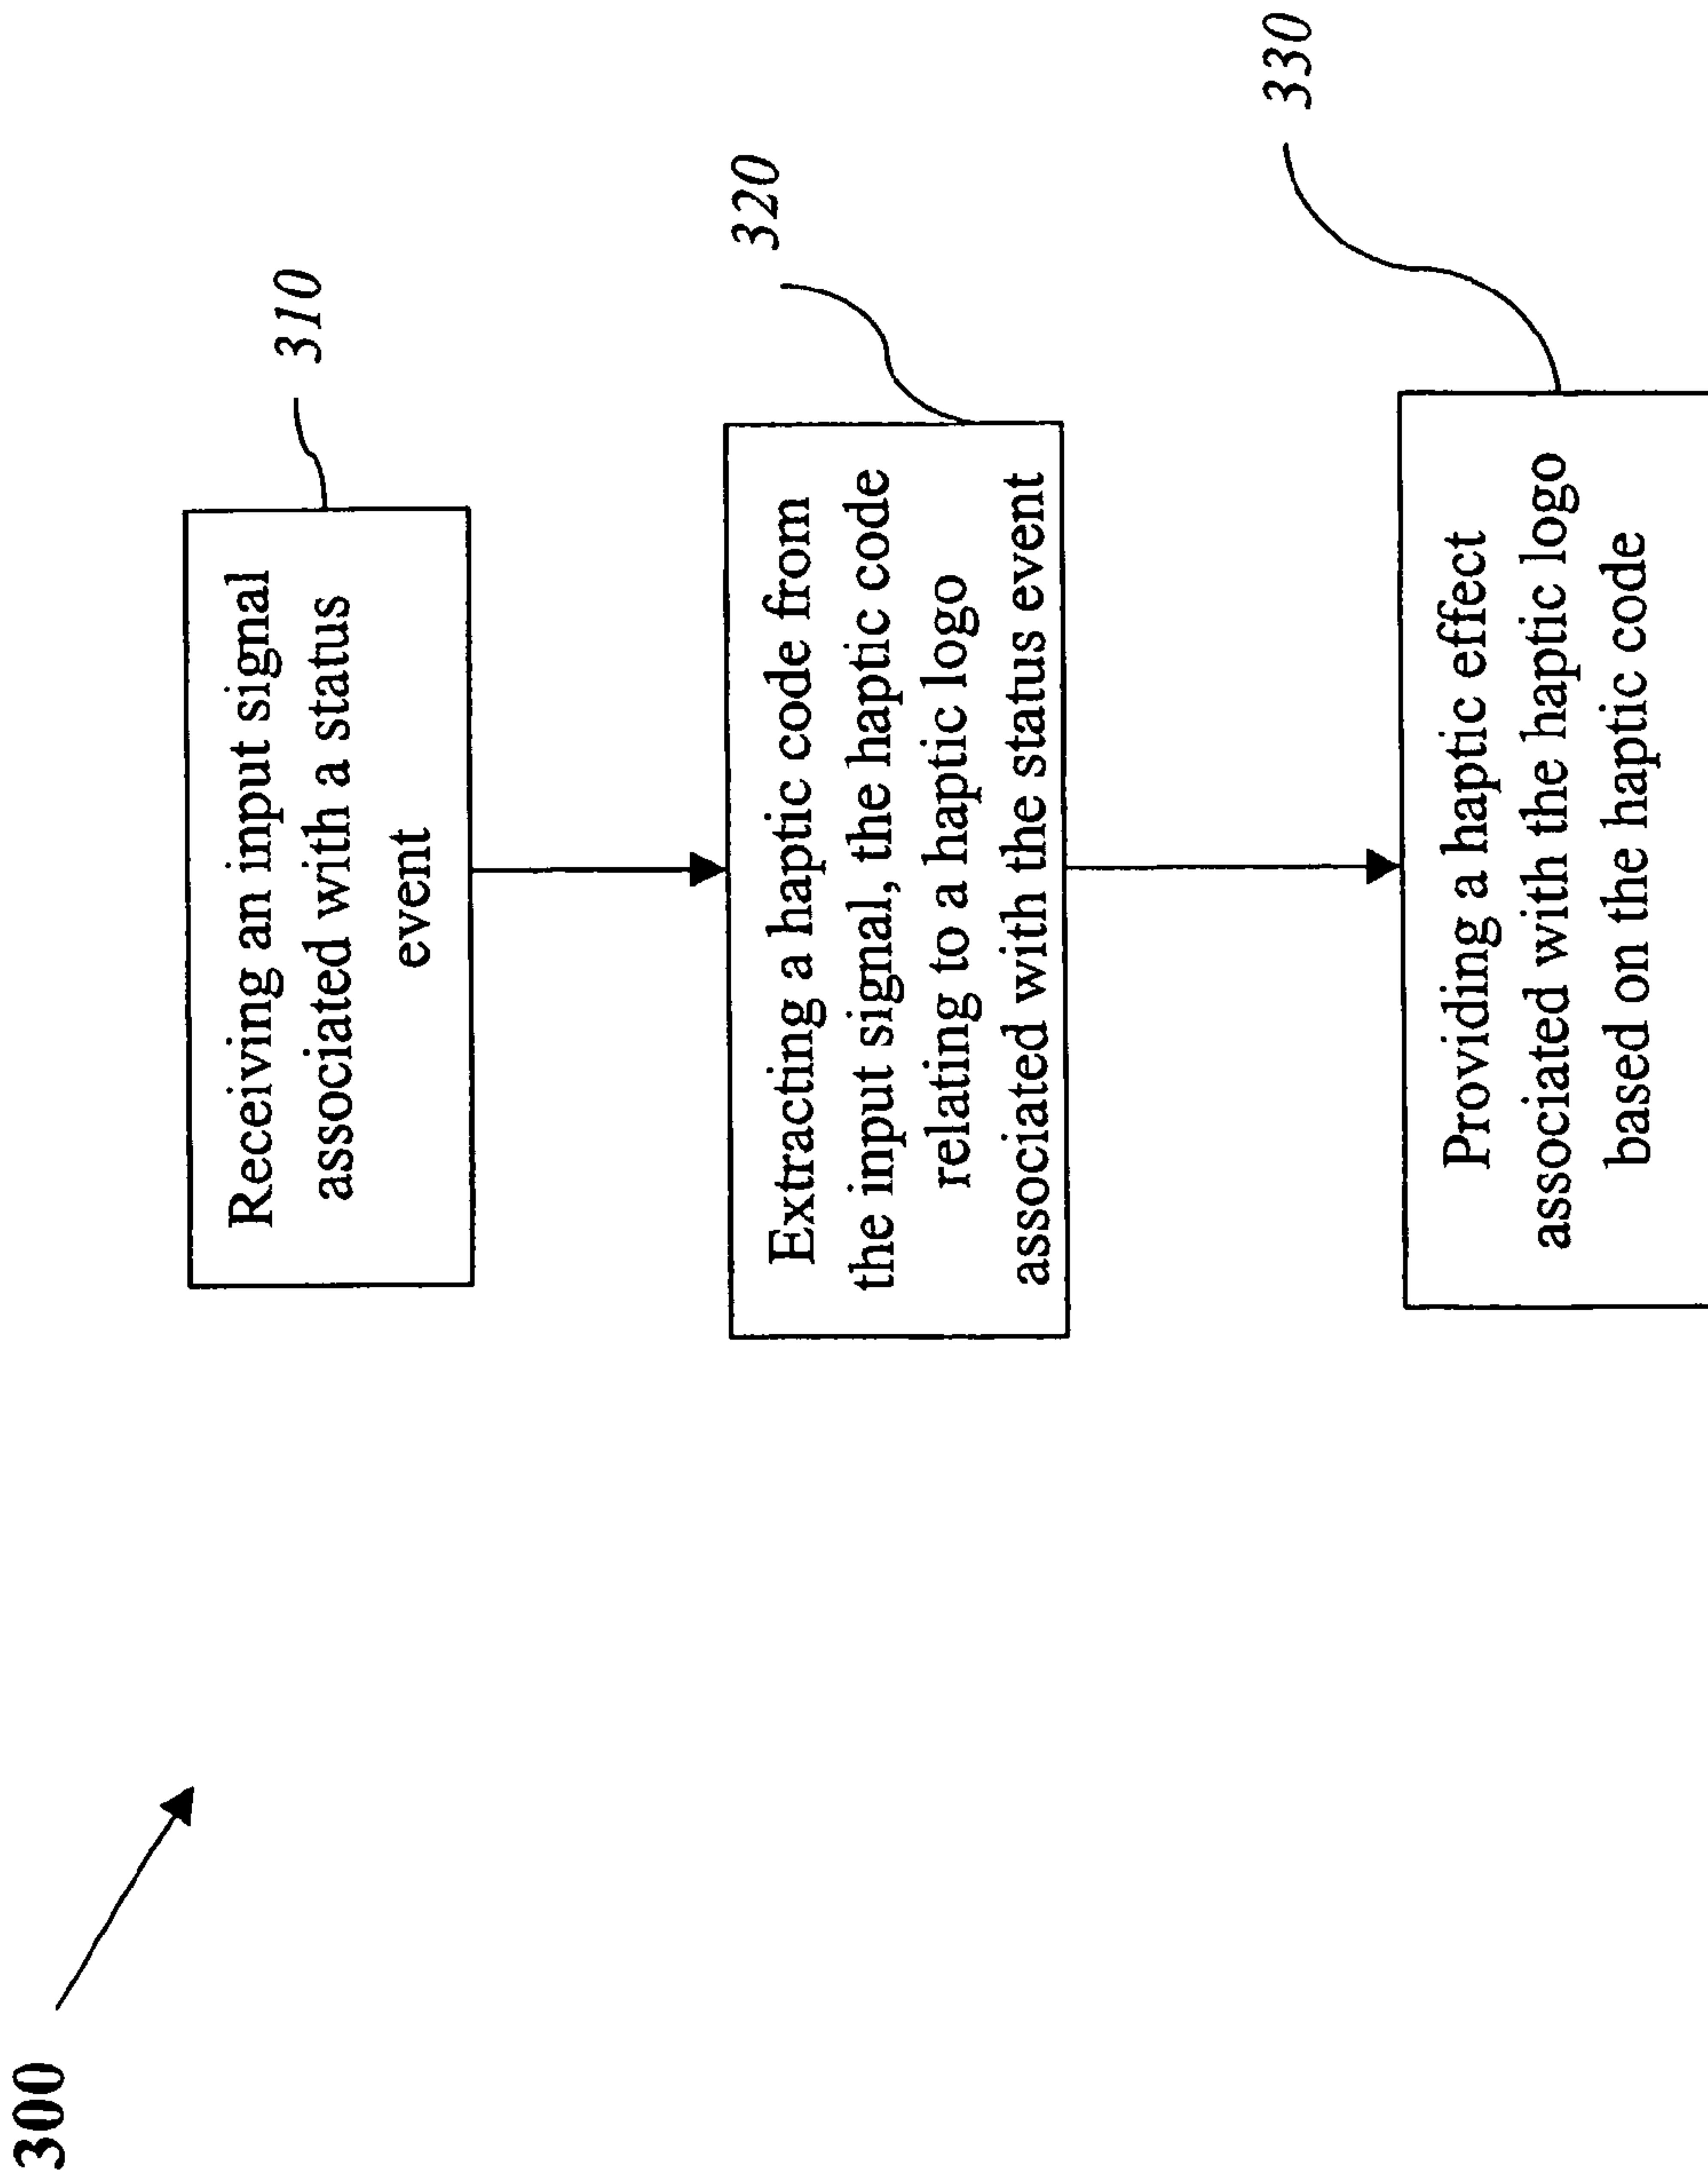 300
310
Receiving an input signal
associated with a status
event
320
Extracting a haptic code from
the input signal, the haptic code
relating to a haptic logo
associated with the status event
330
Providing a haptic effect
associated with the haptic logo
based on the haptic code